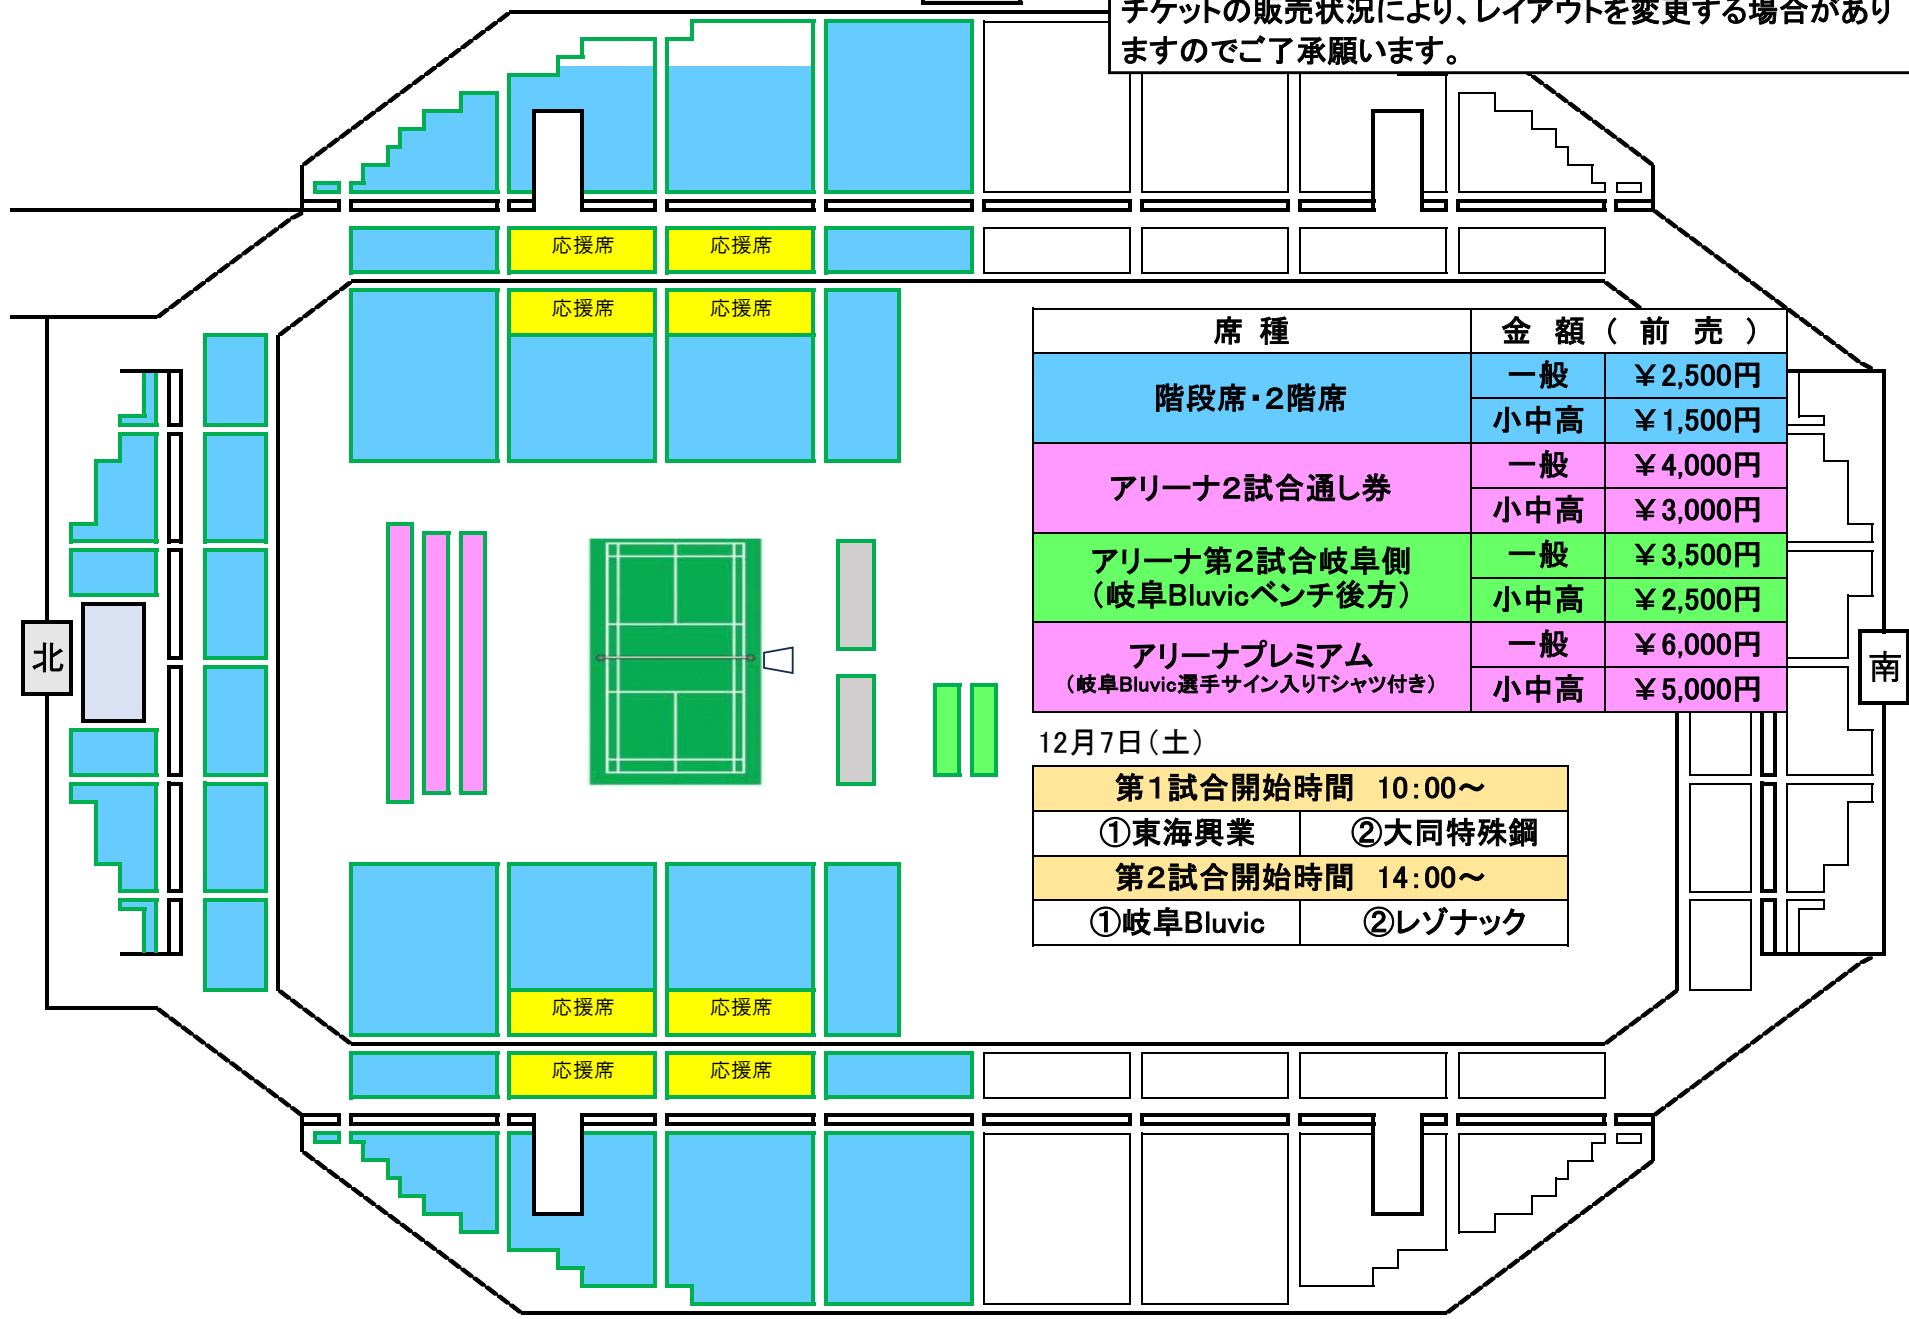 チケットの販売状況により、レイアウトを変更する場合があり
ますのでご了承願います。
応援席 応援席
応援席 応援席
席 種 金 額 ( 前 売 )
階段席・2階席 一般 ￥2,500円
小中高 ￥1,500円
アリーナ2試合通し券 一般 ￥4,000円
小中高 ￥3,000円
アリーナ第2試合岐阜側
(岐阜Bluvicベンチ後方)
一般 ￥3,500円
小中高 ￥2,500円
アリーナプレミアム
(岐阜Bluvic選手サイン入りTシャツ付き)
一般 ￥6,000円
小中高 ￥5,000円
北
南
12月7日(土)
第1試合開始時間 10:00～
①東海興業 ②大同特殊鋼
第2試合開始時間 14:00～
①岐阜Bluvic ②レゾナック
応援席 応援席
応援席 応援席